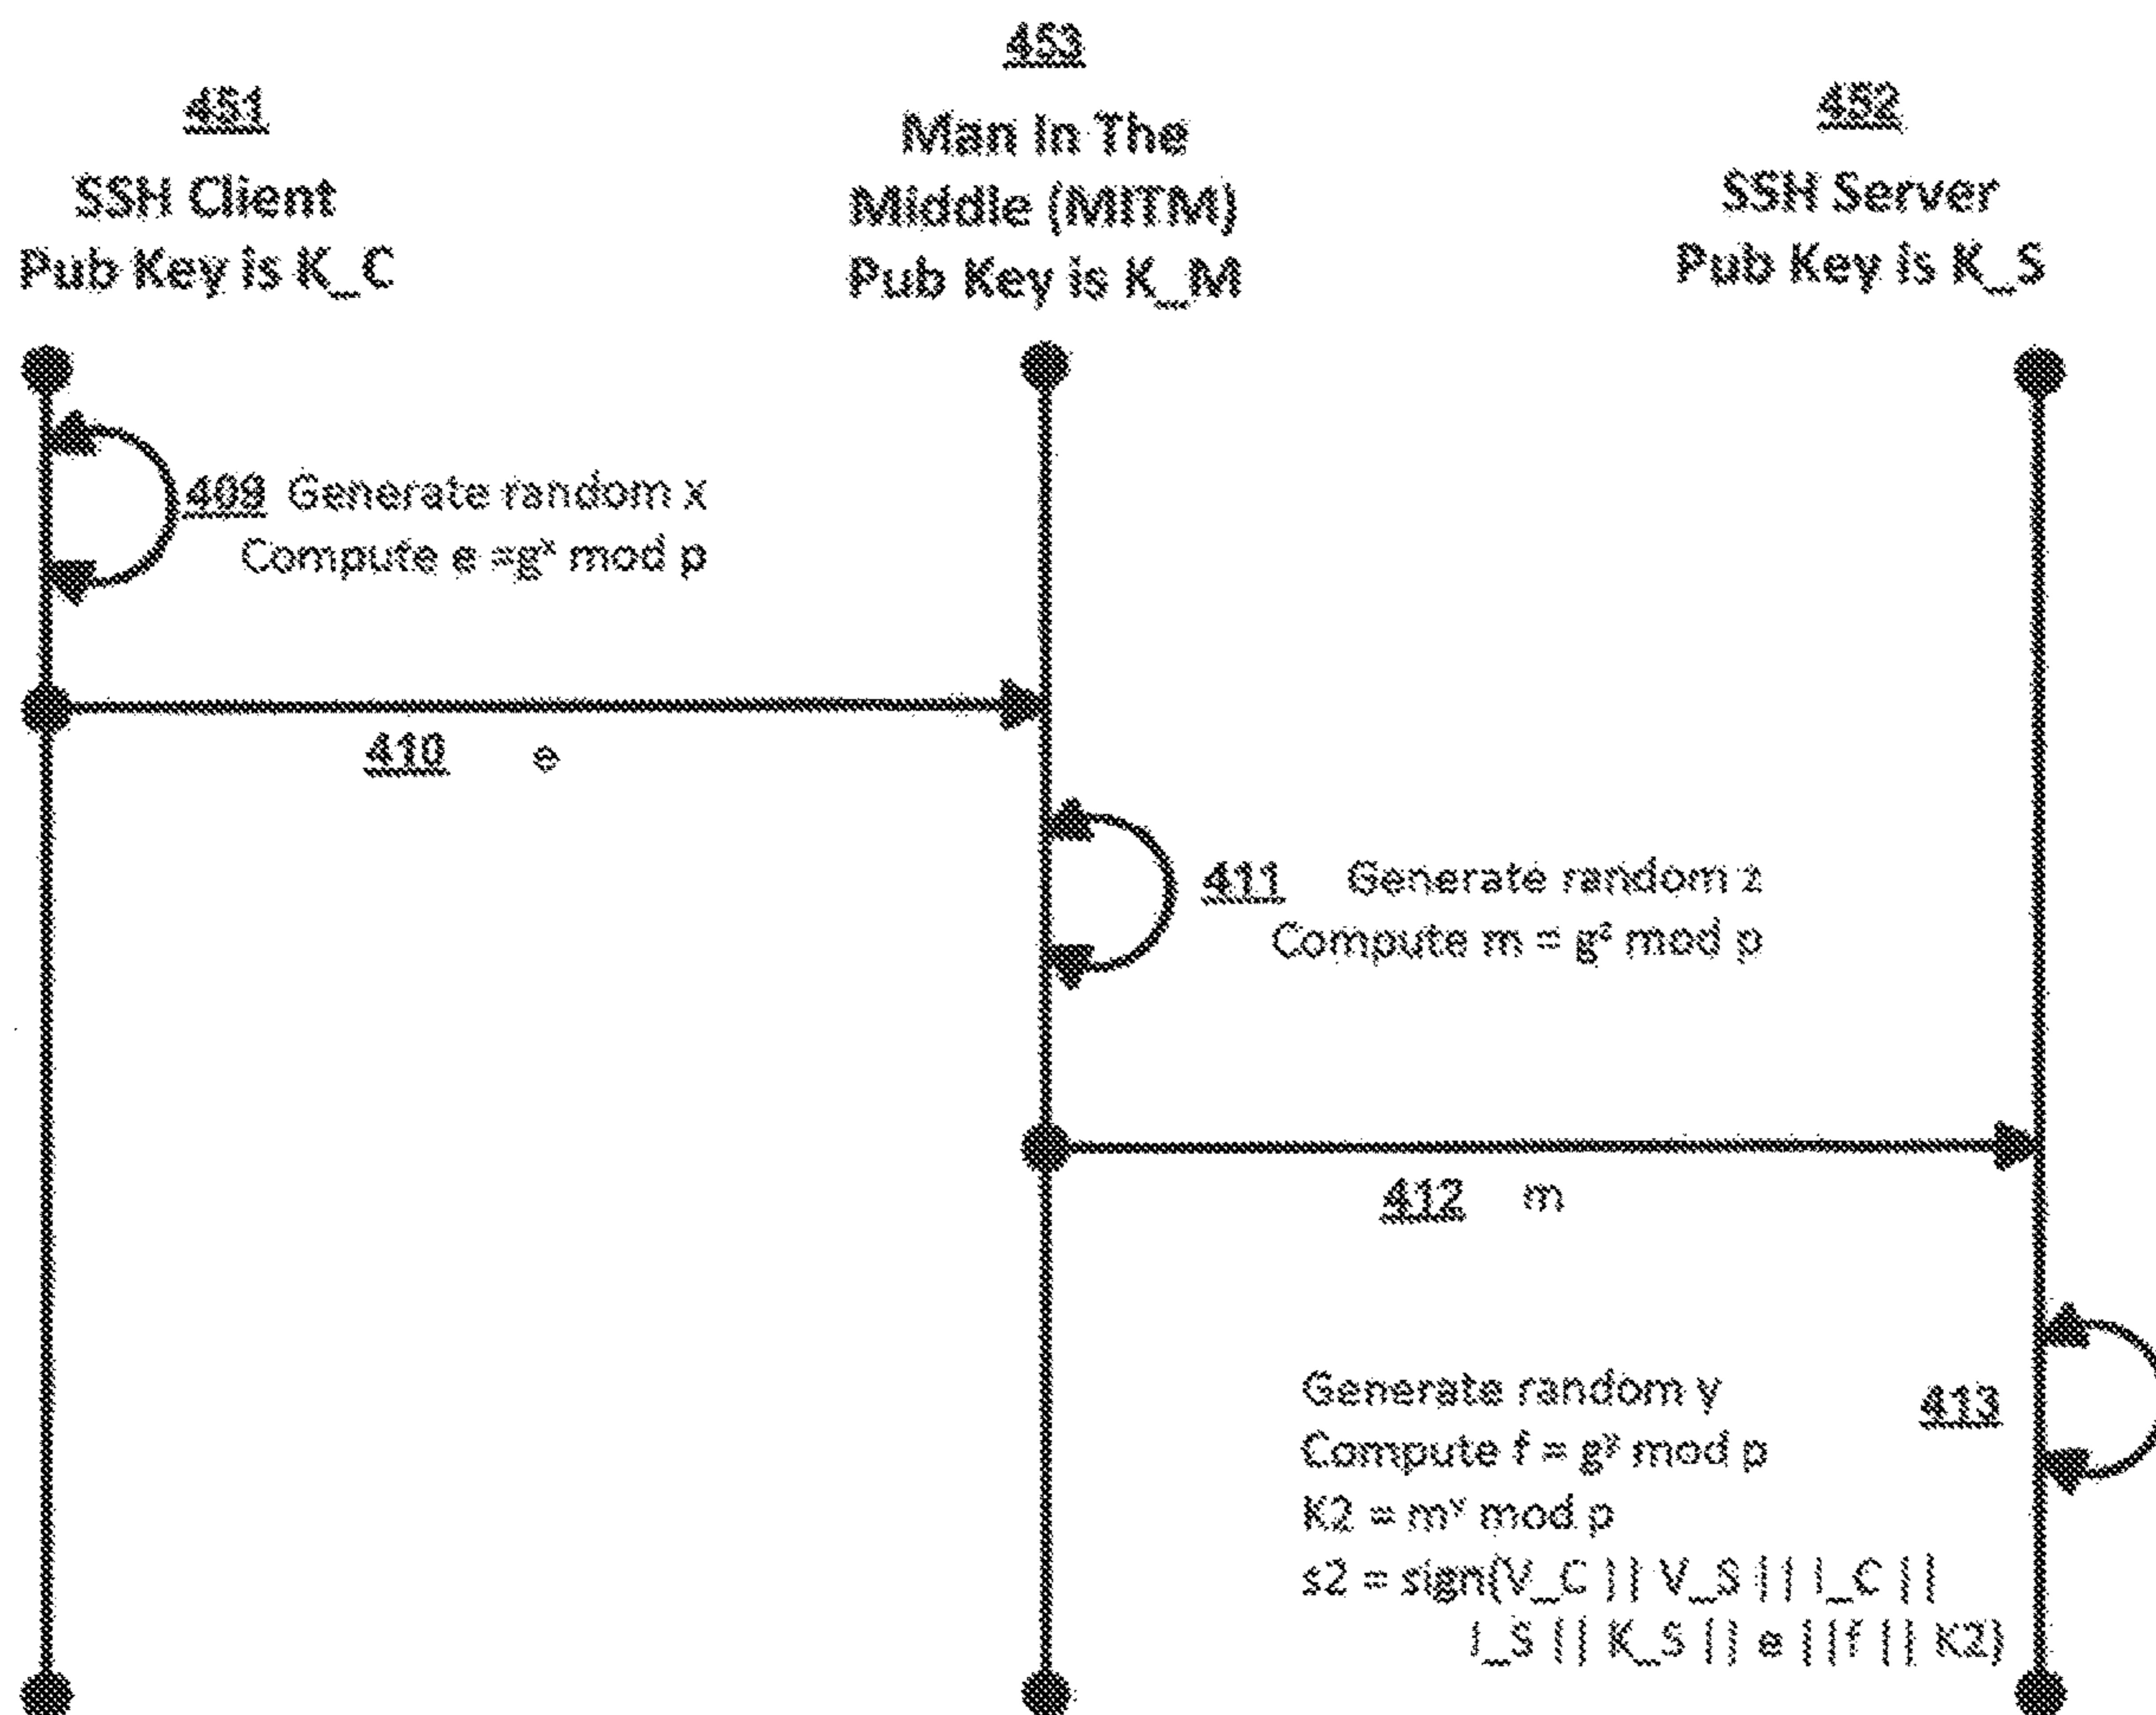 453
451
452
Man In The
Middle (MITM)
Pub Key is K_M
SSH Client
Pub Key is K_C
SSH Server
Pub Key is K_S
409 Generate random x
Compute e =gˣ mod p
410 e
411 Generate random z
Compute m = gᶻ mod p
412 m
413
Generate random y
Compute f = gʸ mod p
K2 = mʸ mod p
s2 = sign(V_C || V_S || I_C ||
I_S || K_S || e ||f || K2)